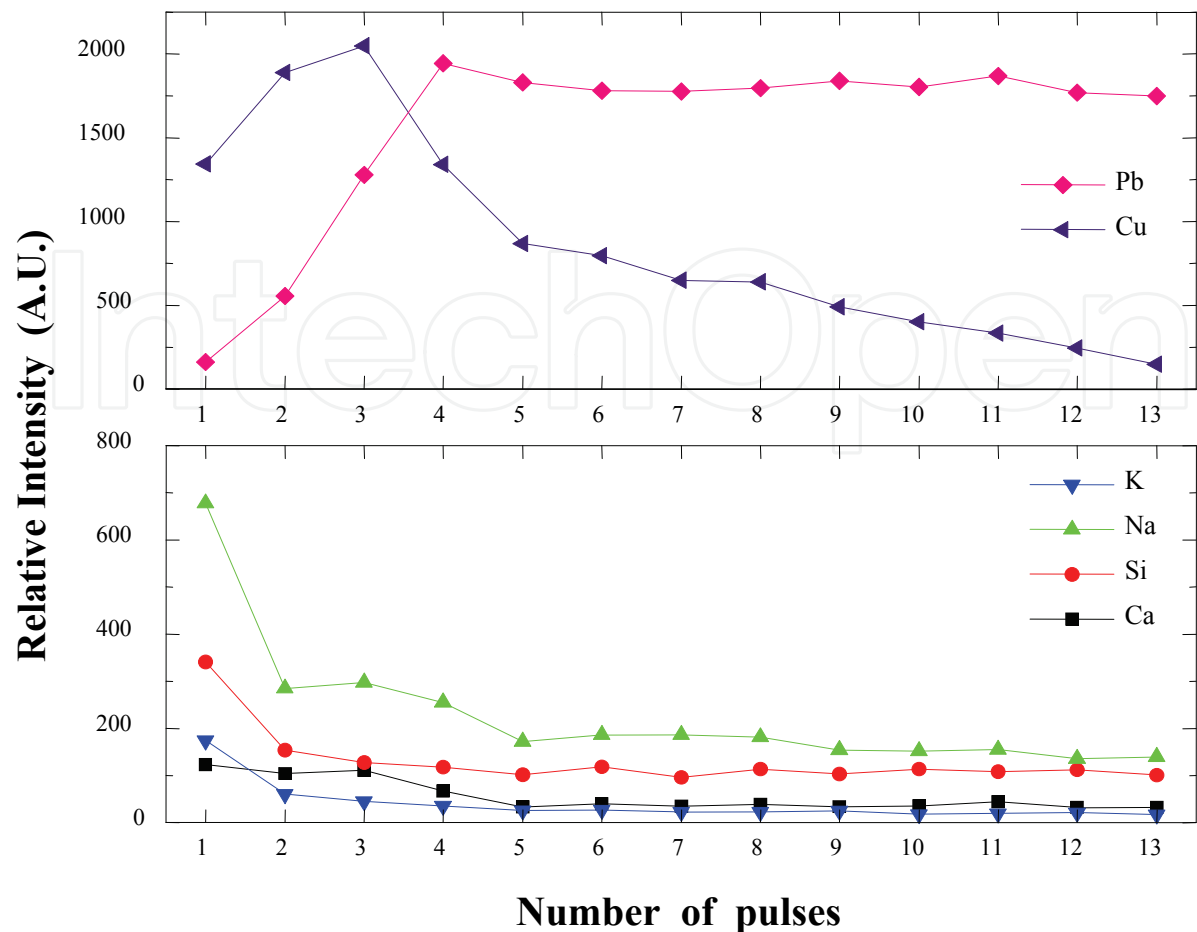 2000
1500
1000
500
0
Pb
Cu
1 2 3 4 5 6 7 8 9 10 11 12 13
IntechOpen
Relative Intensity (A.U.)
800
600
400
200
0
K
Na
Si
Ca
1 2 3 4 5 6 7 8 9 10 11 12 13
Number of pulses